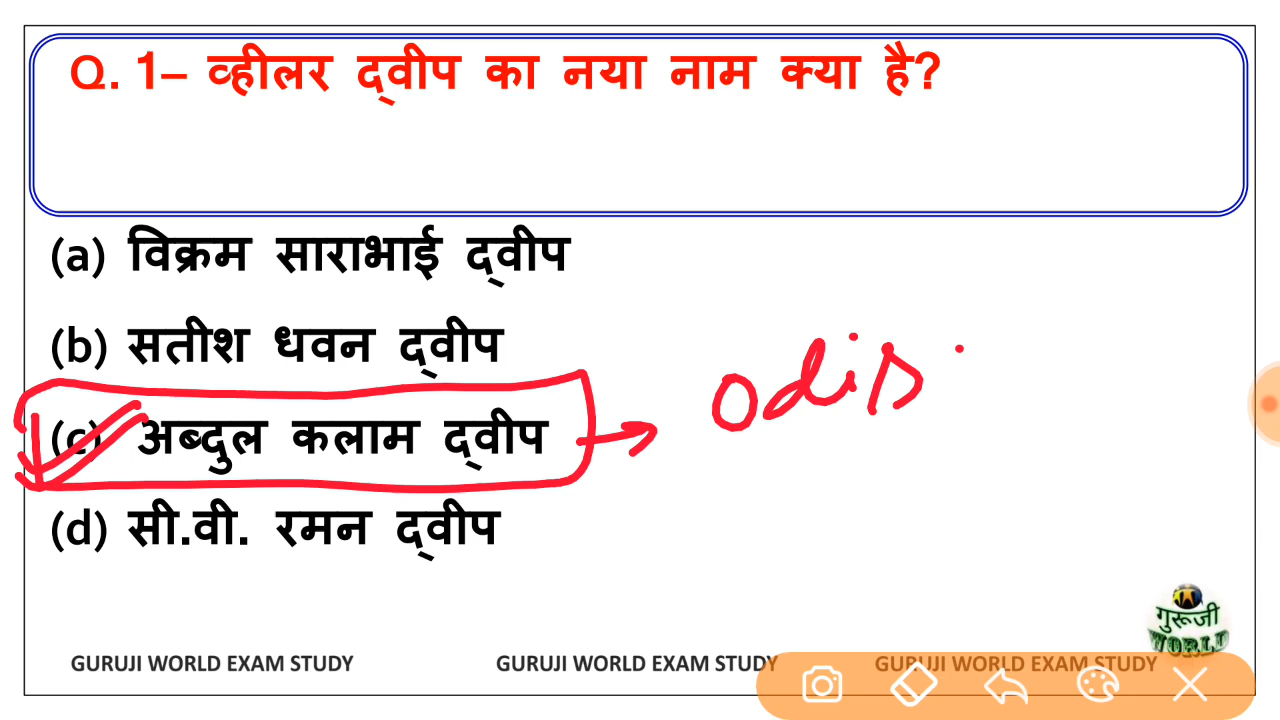 Q. 1– व्हीलर द्वीप का नया नाम क्या है?
(a) विक्रम साराभाई द्वीप
(b) सतीश धवन द्वीप
(c) अब्दुल कलाम द्वीप
odis
(d) सी.वी. रमन द्वीप
गुरूजी
WORLD
GURUJI WORLD EXAM STUDY GURUJI WORLD EXAM STUDY GURUJI WORLD EXAM STUDY